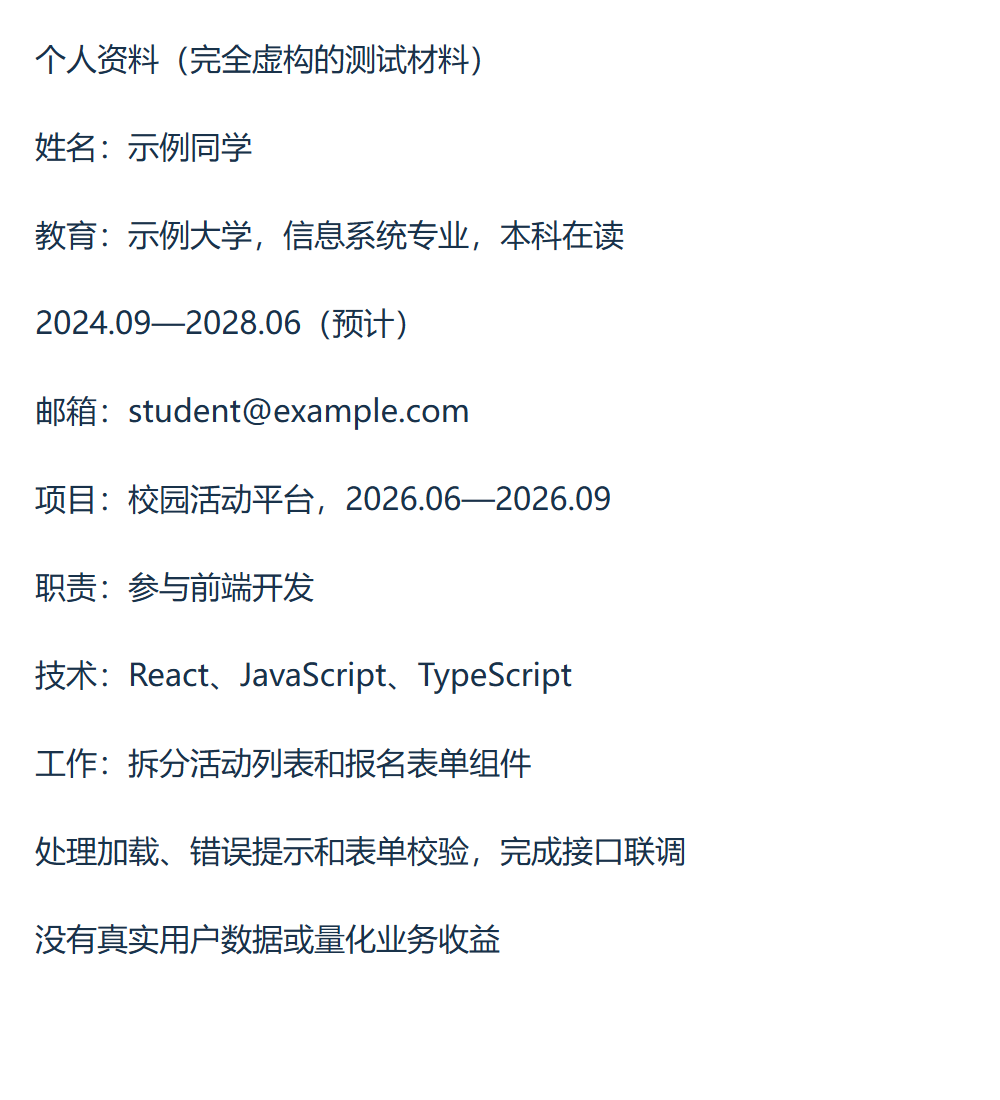 个人资料（完全虚构的测试材料）
姓名：示例同学
教育：示例大学，信息系统专业，本科在读
2024.09—2028.06（预计）
邮箱：student@example.com
项目：校园活动平台，2026.06—2026.09
职责：参与前端开发
技术：React、JavaScript、TypeScript
工作：拆分活动列表和报名表单组件
处理加载、错误提示和表单校验，完成接口联调
没有真实用户数据或量化业务收益